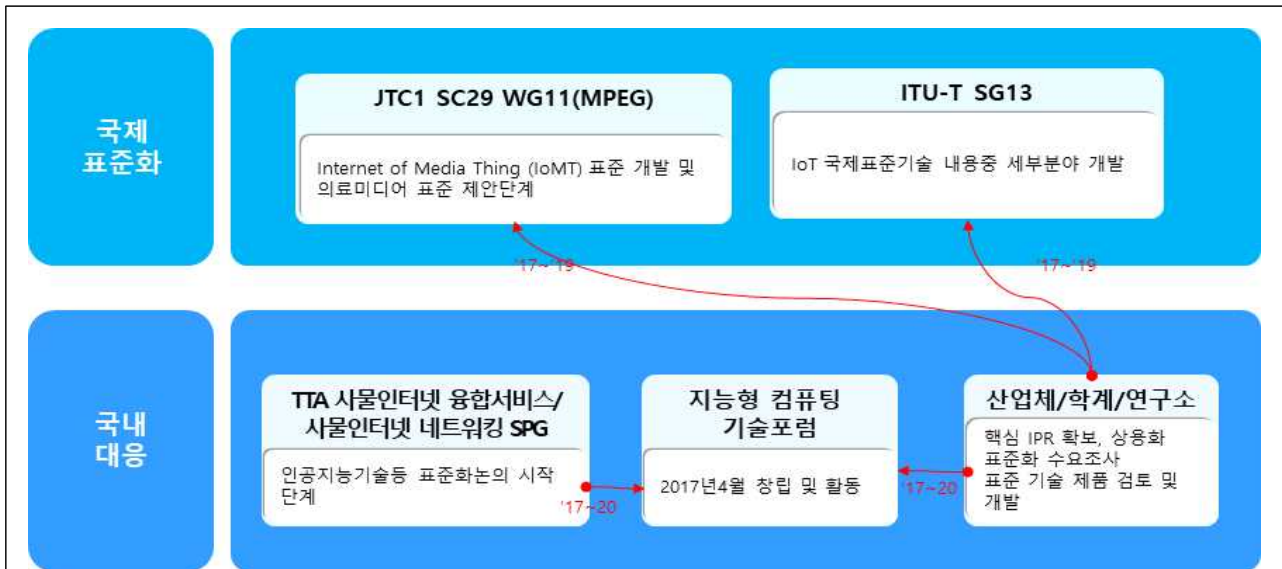 국제
표준화
JTC1 SC29 WG11(MPEG)
Internet of Media Thing (IoMT) 표준 개발 및
의료미디어 표준 제안단계
ITU-T SG13
IoT 국제표준기술 내용중 세부분야 개발
'17~'19
'17~'19
국내
대응
TTA 사물인터넷 융합서비스/
사물인터넷 네트워킹 SPG
인공지능기술등 표준화논의 시작
단계
'17~20
지능형 컴퓨팅
기술포럼
2017년4월 창립 및 활동
'17~20
산업체/학계/연구소
핵심 IPR 확보, 상용화
표준화 수요조사
표준 기술 제품 검토 및
개발